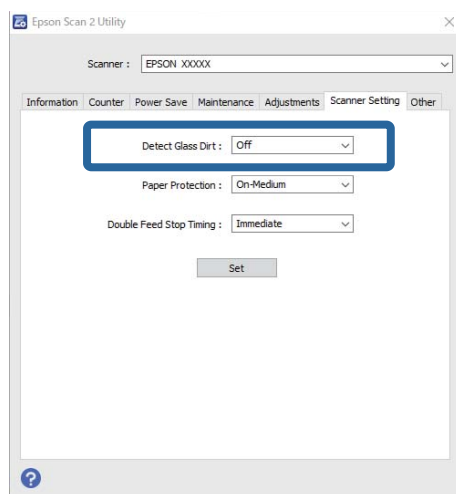 Epson Scan 2 Utility
Scanner : EPSON XXXXX
Information Counter Power Save Maintenance Adjustments Scanner Setting Other
Detect Glass Dirt : Off
Paper Protection : On-Medium
Double Feed Stop Timing : Immediate
Set
?